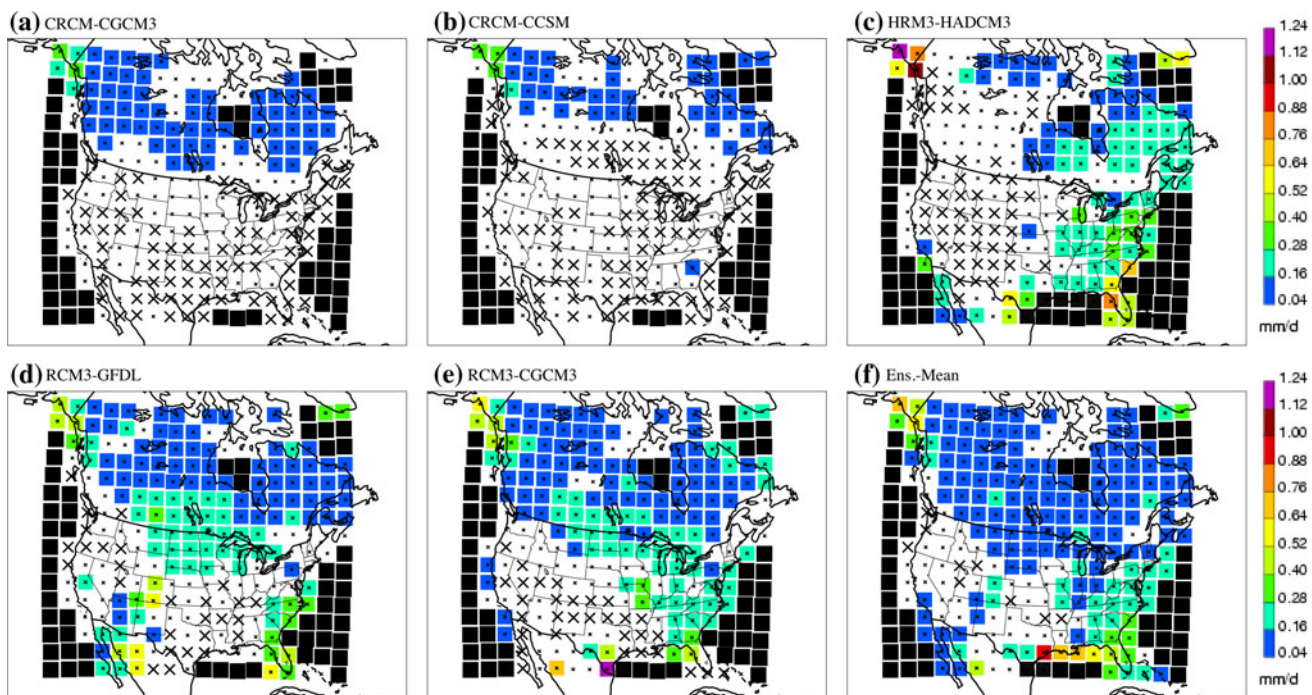 (a) CRCM-CGCM3
(b) CRCM-CCSM
(c) HRM3-HADCM3
1.24
1.12
1.00
0.88
0.76
0.64
0.52
0.40
0.28
0.16
0.04
mm/d
(d) RCM3-GFDL
(e) RCM3-CGCM3
(f) Ens.-Mean
1.24
1.12
1.00
0.88
0.76
0.64
0.52
0.40
0.28
0.16
0.04
mm/d